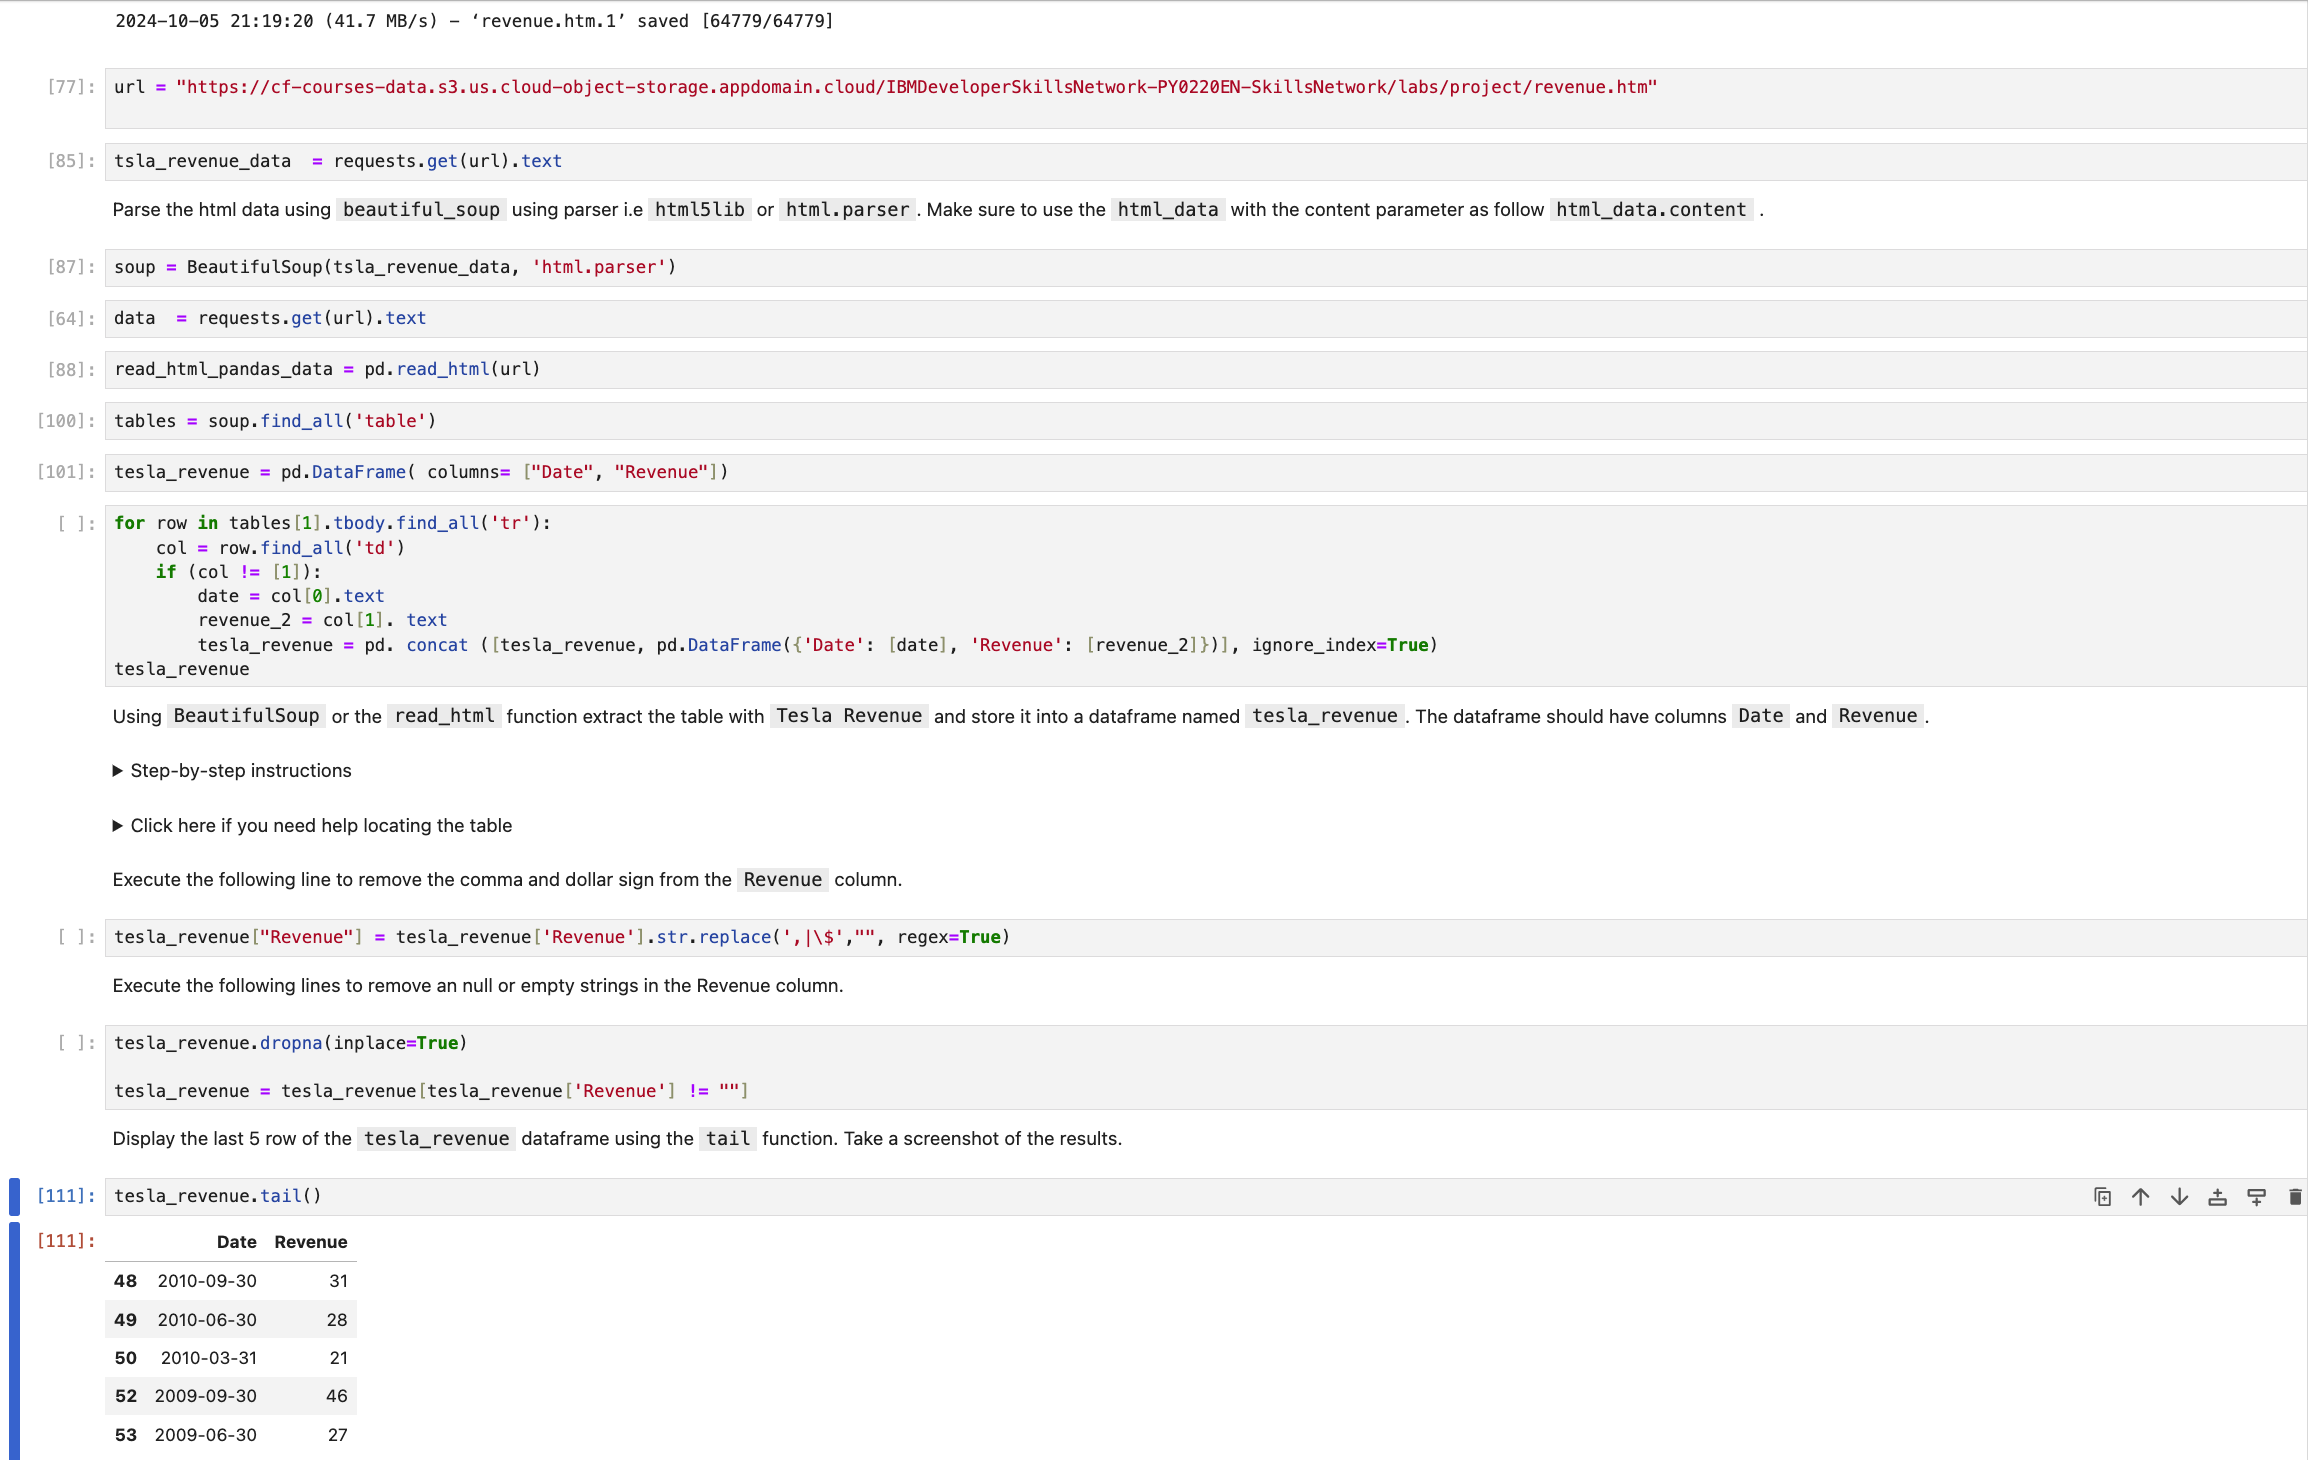 2024-10-05 21:19:20 (41.7 MB/s) – ‘revenue.htm.1’ saved [64779/64779]
[77]: url = "https://cf-courses-data.s3.us.cloud-object-storage.appdomain.cloud/IBMDeveloperSkillsNetwork-PY0220EN-SkillsNetwork/labs/project/revenue.htm"
[85]: tsla_revenue_data  = requests.get(url).text
Parse the html data using beautiful_soup using parser i.e html5lib or html.parser. Make sure to use the html_data with the content parameter as follow html_data.content .
[87]: soup = BeautifulSoup(tsla_revenue_data, 'html.parser')
[64]: data  = requests.get(url).text
[88]: read_html_pandas_data = pd.read_html(url)
[100]: tables = soup.find_all('table')
[101]: tesla_revenue = pd.DataFrame( columns= ["Date", "Revenue"])
[ ]: for row in tables[1].tbody.find_all('tr'):
    col = row.find_all('td')
    if (col != [1]):
        date = col[0].text
        revenue_2 = col[1]. text
        tesla_revenue = pd. concat ([tesla_revenue, pd.DataFrame({'Date': [date], 'Revenue': [revenue_2]})], ignore_index=True)
tesla_revenue
Using BeautifulSoup or the read_html function extract the table with Tesla Revenue and store it into a dataframe named tesla_revenue. The dataframe should have columns Date and Revenue.
▶ Step-by-step instructions
▶ Click here if you need help locating the table
Execute the following line to remove the comma and dollar sign from the Revenue column.
[ ]: tesla_revenue["Revenue"] = tesla_revenue['Revenue'].str.replace(',|\$',"", regex=True)
Execute the following lines to remove an null or empty strings in the Revenue column.
[ ]: tesla_revenue.dropna(inplace=True)
tesla_revenue = tesla_revenue[tesla_revenue['Revenue'] != ""]
Display the last 5 row of the tesla_revenue dataframe using the tail function. Take a screenshot of the results.
[111]: tesla_revenue.tail()
[111]: Date Revenue
48 2010-09-30 31
49 2010-06-30 28
50 2010-03-31 21
52 2009-09-30 46
53 2009-06-30 27